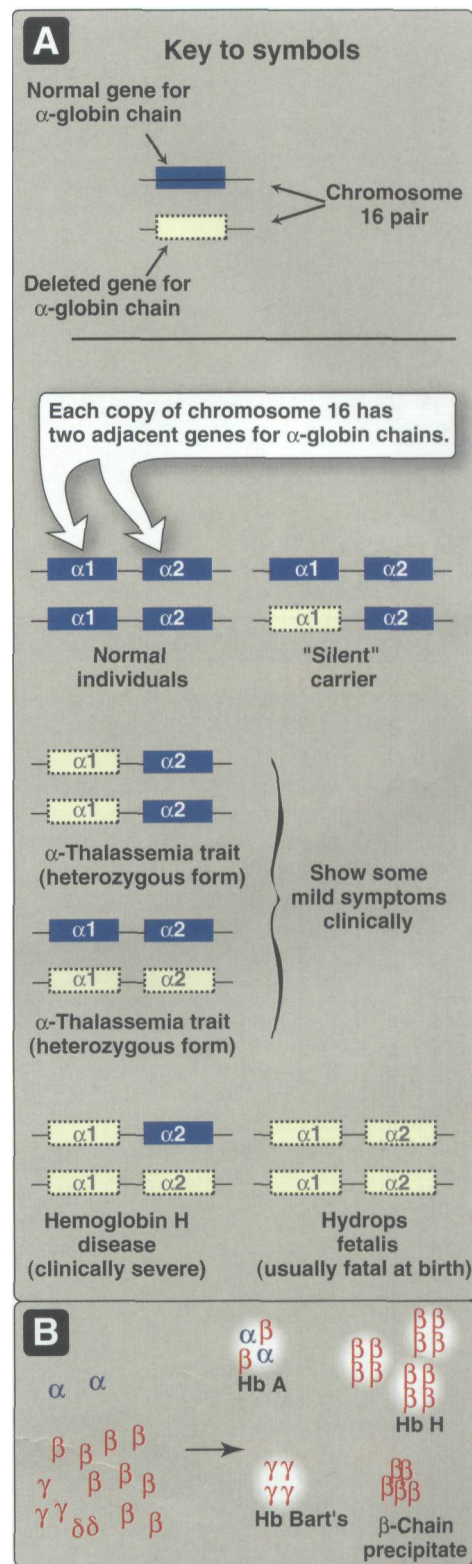 A
Key to symbols
Normal gene for
α-globin chain
Chromosome
16 pair
Deleted gene for
α-globin chain
Each copy of chromosome 16 has
two adjacent genes for α-globin chains.
α1 α2 α1 α2
α1 α2 α1 α2
Normal
individuals
"Silent"
carrier
α1 α2
α1 α2
α-Thalassemia trait
(heterozygous form)
Show some
mild symptoms
clinically
α1 α2
α1 α2
α-Thalassemia trait
(heterozygous form)
α1 α2 α1 α2
α1 α2 α1 α2
Hemoglobin H
disease
(clinically severe)
Hydrops
fetalis
(usually fatal at birth)
B
α α
β β β β
γ β β β
γ γ δδ β β
αβ
βα
Hb A
ββ
ββ
ββ
ββ
ββ
ββ
Hb H
γγ
γγ
Hb Bart's
ββ
βββ
β-Chain
precipitate